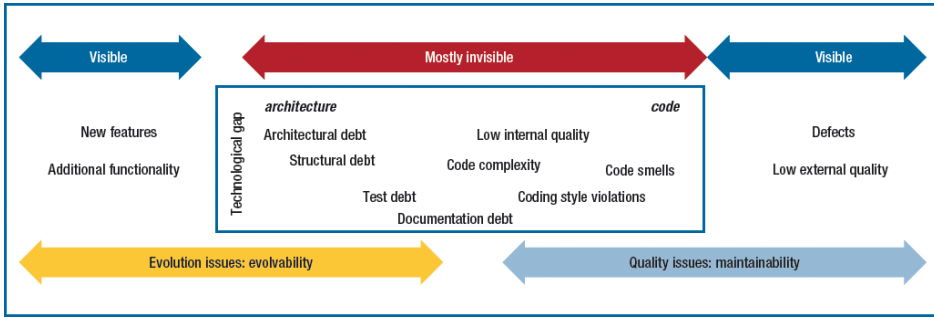 Visible
Mostly invisible
Visible
New features
Additional functionality
Technological gap
architecture
code
Architectural debt
Low internal quality
Structural debt
Code complexity
Code smells
Test debt
Coding style violations
Documentation debt
Defects
Low external quality
Evolution issues: evolvability
Quality issues: maintainability